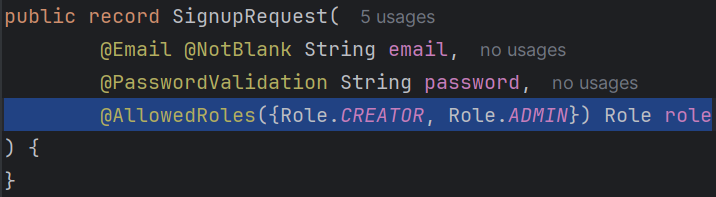 public record SignupRequest( 5 usages
@Email @NotBlank String email, no usages
@PasswordValidation String password, no usages
@AllowedRoles({Role.CREATOR, Role.ADMIN}) Role role
) {
}